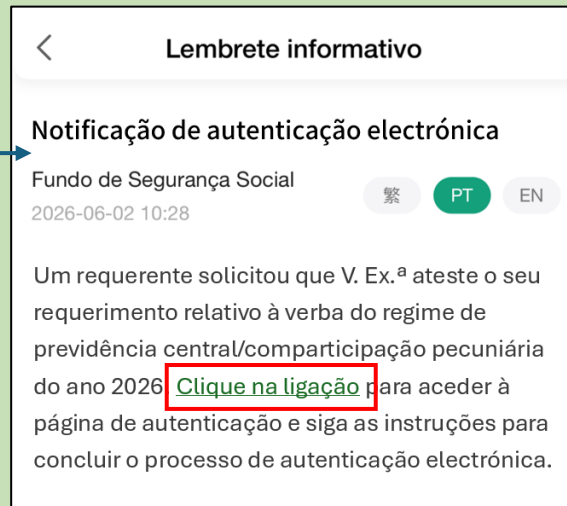 Lembrete informativo
Notificação de autenticação electrónica
Fundo de Segurança Social
繁 PT EN
2026-06-02 10:28
Um requerente solicitou que V. Ex.ª ateste o seu
requerimento relativo à verba do regime de
previdência central/comparticipação pecuniária
do ano 2026. Clique na ligação para aceder à
página de autenticação e siga as instruções para
concluir o processo de autenticação electrónica.